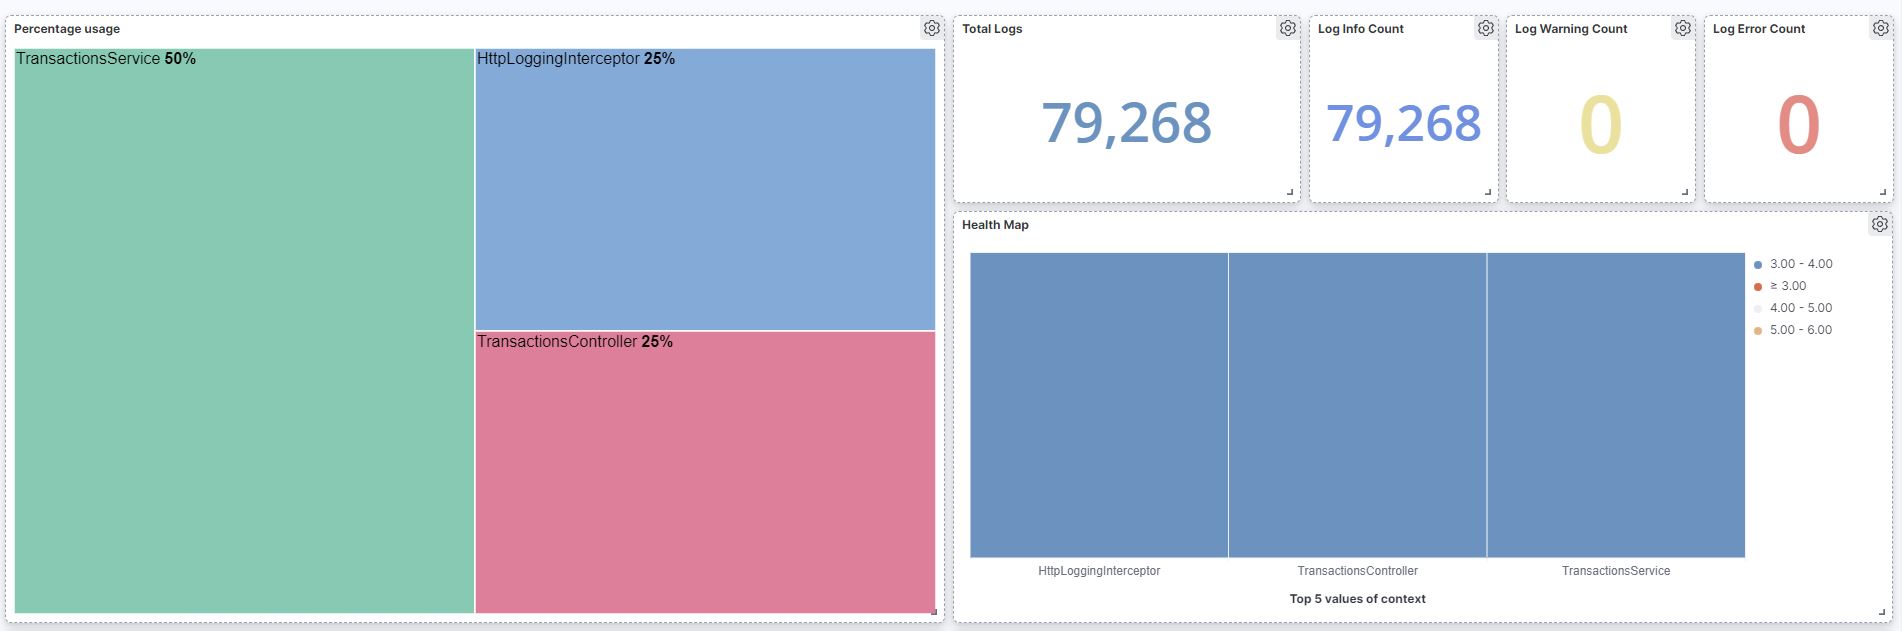 Percentage usage
TransactionsService 50%
HttpLoggingInterceptor 25%
TransactionsController 25%
Total Logs
79,268
Log Info Count
79,268
Log Warning Count
0
Log Error Count
0
Health Map
3.00 - 4.00
≥ 3.00
4.00 - 5.00
5.00 - 6.00
HttpLoggingInterceptor
TransactionsController
TransactionsService
Top 5 values of context